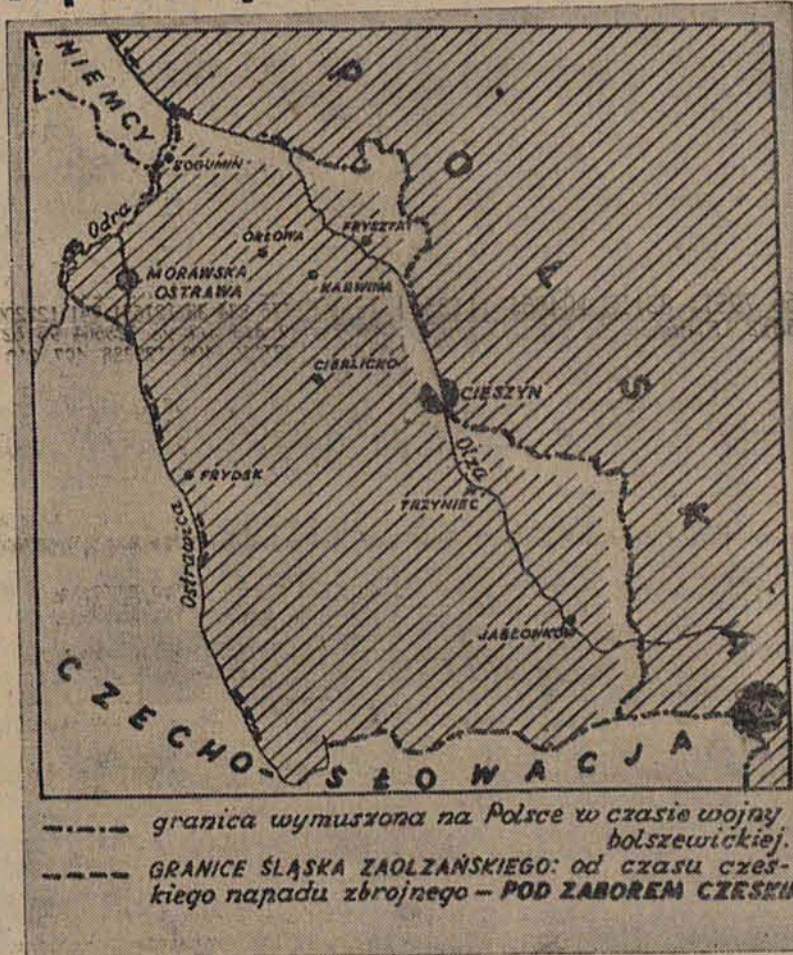 NIEMCY
POLSKA
BOGUMIN
Odra
ORŁOWA
FRYSZTA
MORAWSKA
OSTRAWA
KARWINA
CIERLICKO
CIESZYN
Olza
FRYDEK
TRZYNIEC
Ostrawica
JABŁONKÓW
CZECHO-SŁOWACJA
granica wymuszona na Polsce w czasie wojny
bolszewickiej.
GRANICE ŚLĄSKA ZAOLZAŃSKIEGO: od czasu czes-
kiego napadu zbrojnego – POD ZABOREM CZESKIM